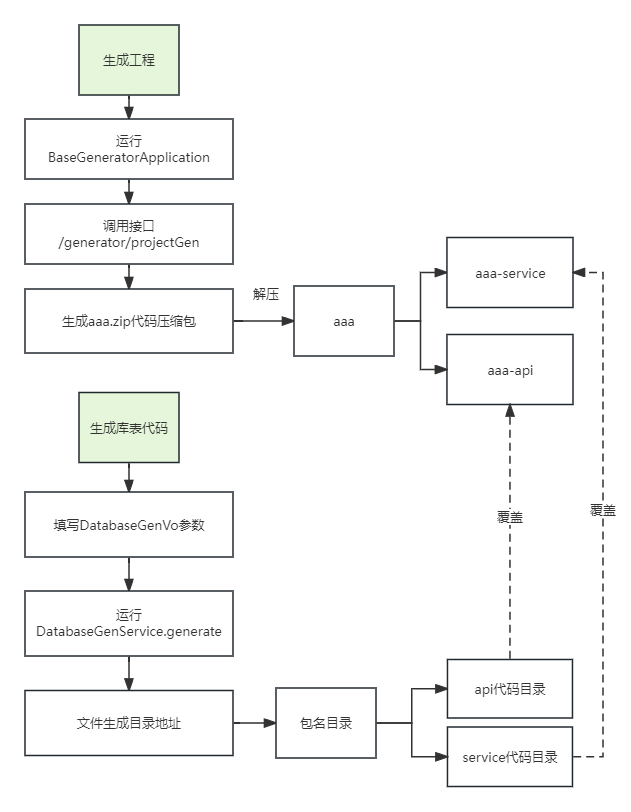 生成工程
运行
BaseGeneratorApplication
调用接口
/generator/projectGen
生成aaa.zip代码压缩包
解压
aaa
aaa-service
aaa-api
生成库表代码
填写DatabaseGenVo参数
运行
DatabaseGenService.generate
文件生成目录地址
包名目录
api代码目录
service代码目录
覆盖
覆盖